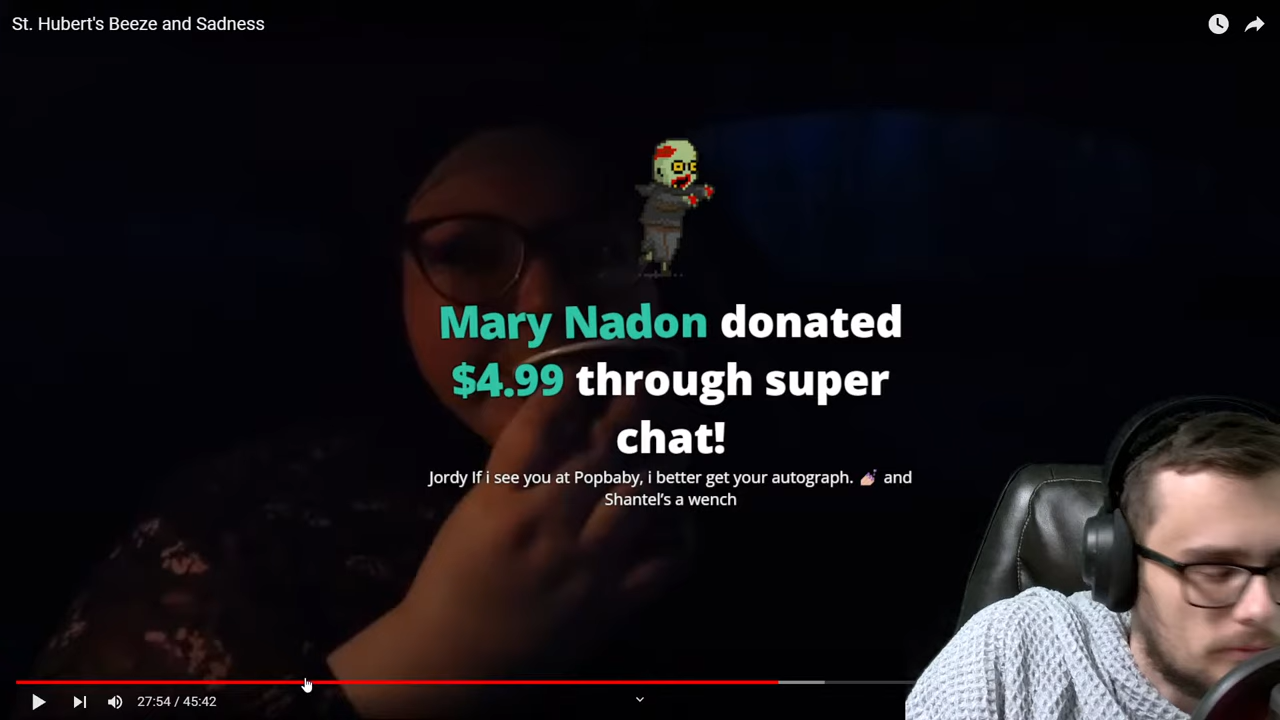 St. Hubert's Beeze and Sadness
Mary Nadon donated
$4.99 through super
chat!
Jordy If i see you at Popbaby, i better get your autograph. 💅 and
Shantel’s a wench
27:54 / 45:42